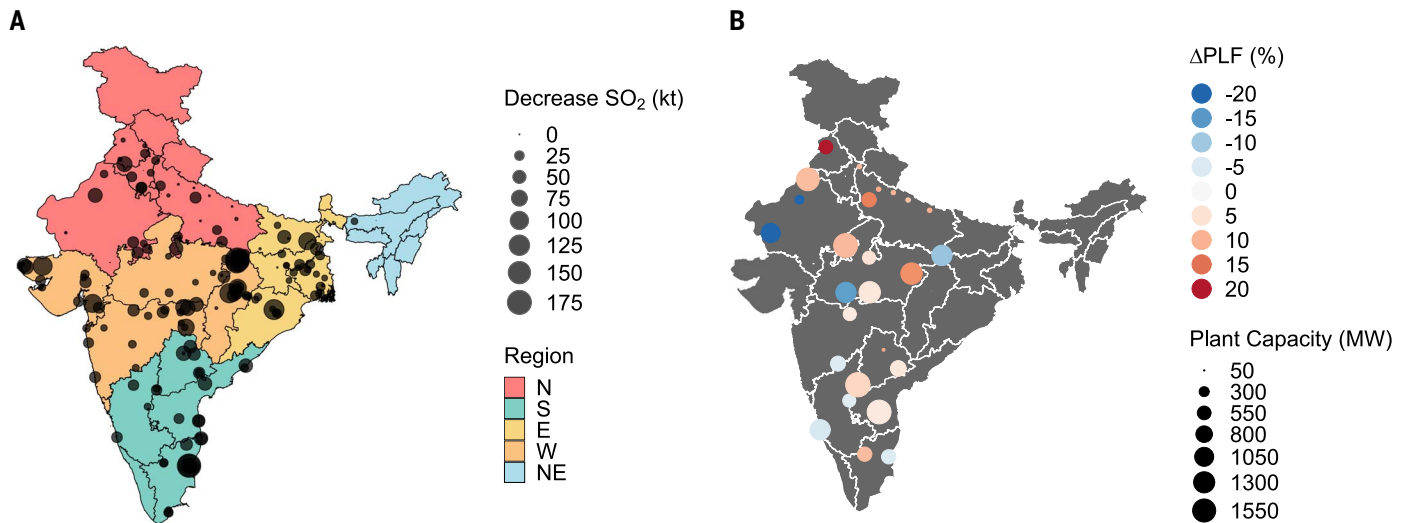 A
Decrease SO₂ (kt)
0
25
50
75
100
125
150
175
Region
N
S
E
W
NE
B
ΔPLF (%)
-20
-15
-10
-5
0
5
10
15
20
Plant Capacity (MW)
50
300
550
800
1050
1300
1550